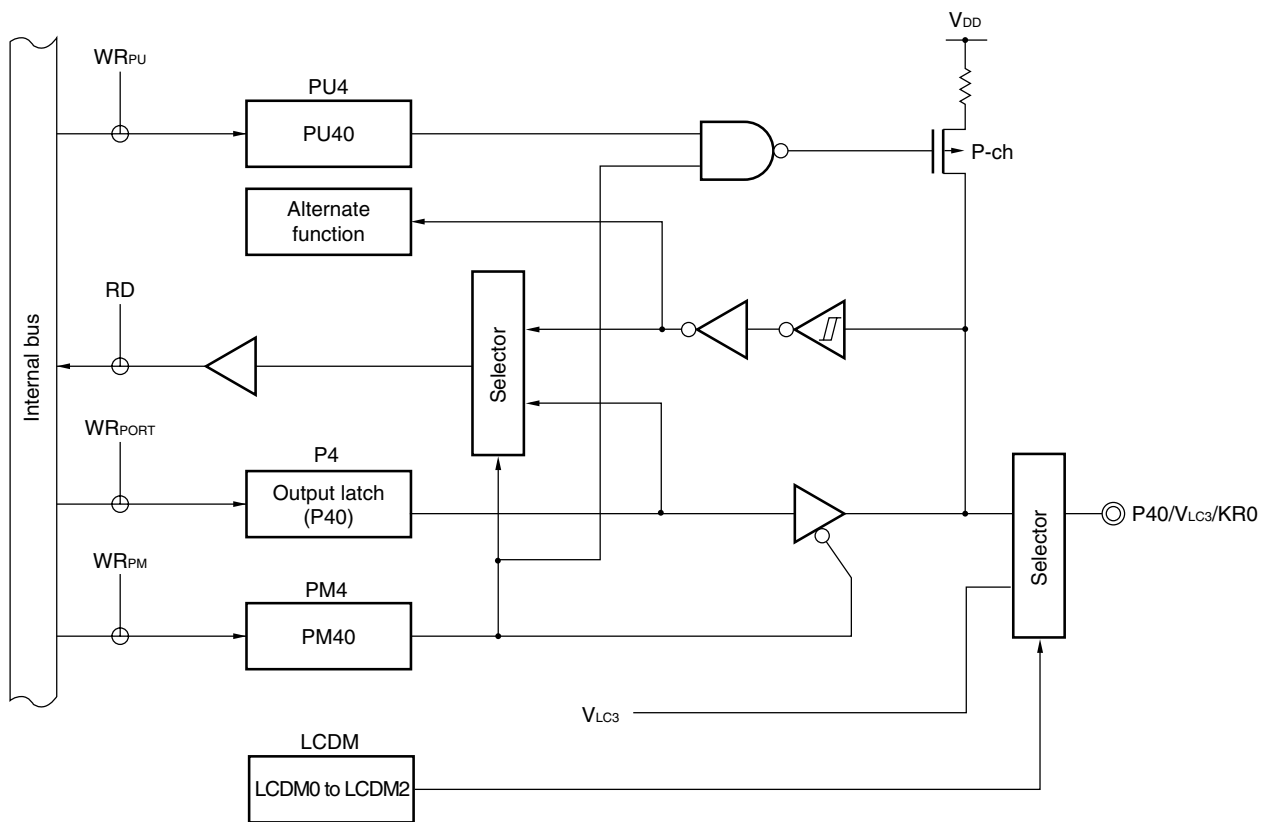 VDD
WRPU
PU4
PU40
P-ch
Alternate
function
RD
Internal bus
Selector
WRPORT
P4
Output latch
(P40)
Selector
P40/VLC3/KR0
WRPM
PM4
PM40
VLC3
LCDM
LCDM0 to LCDM2